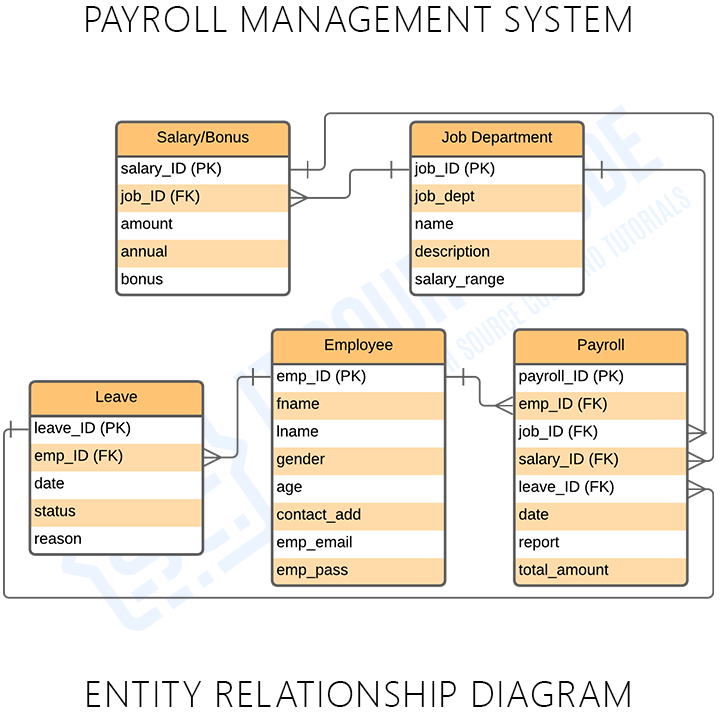 PAYROLL MANAGEMENT SYSTEM
Salary/Bonus
salary_ID (PK)
job_ID (FK)
amount
annual
bonus
Job Department
job_ID (PK)
job_dept
name
description
salary_range
Employee
emp_ID (PK)
fname
lname
gender
age
contact_add
emp_email
emp_pass
Payroll
payroll_ID (PK)
emp_ID (FK)
job_ID (FK)
salary_ID (FK)
leave_ID (FK)
date
report
total_amount
Leave
leave_ID (PK)
emp_ID (FK)
date
status
reason
SOURCE
TUTORIALS
ENTITY RELATIONSHIP DIAGRAM